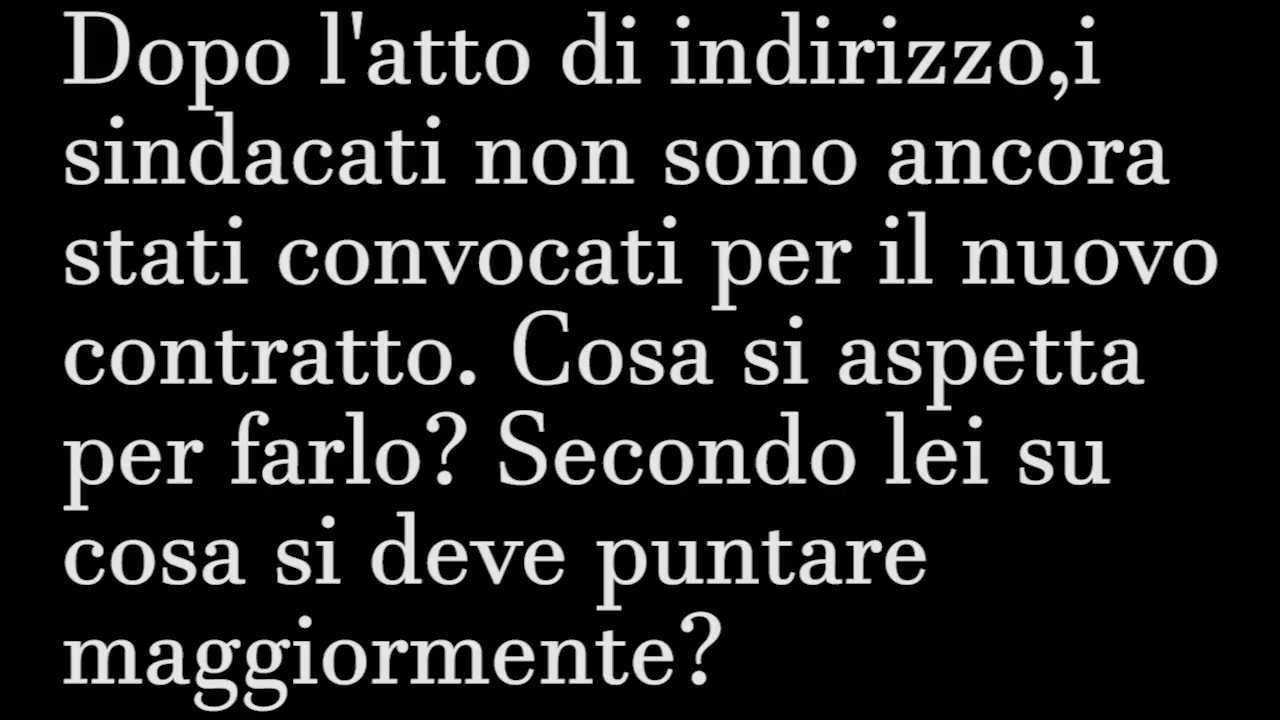 Dopo l'atto di indirizzo,i
sindacati non sono ancora
stati convocati per il nuovo
contratto. Cosa si aspetta
per farlo? Secondo lei su
cosa si deve puntare
maggiormente?